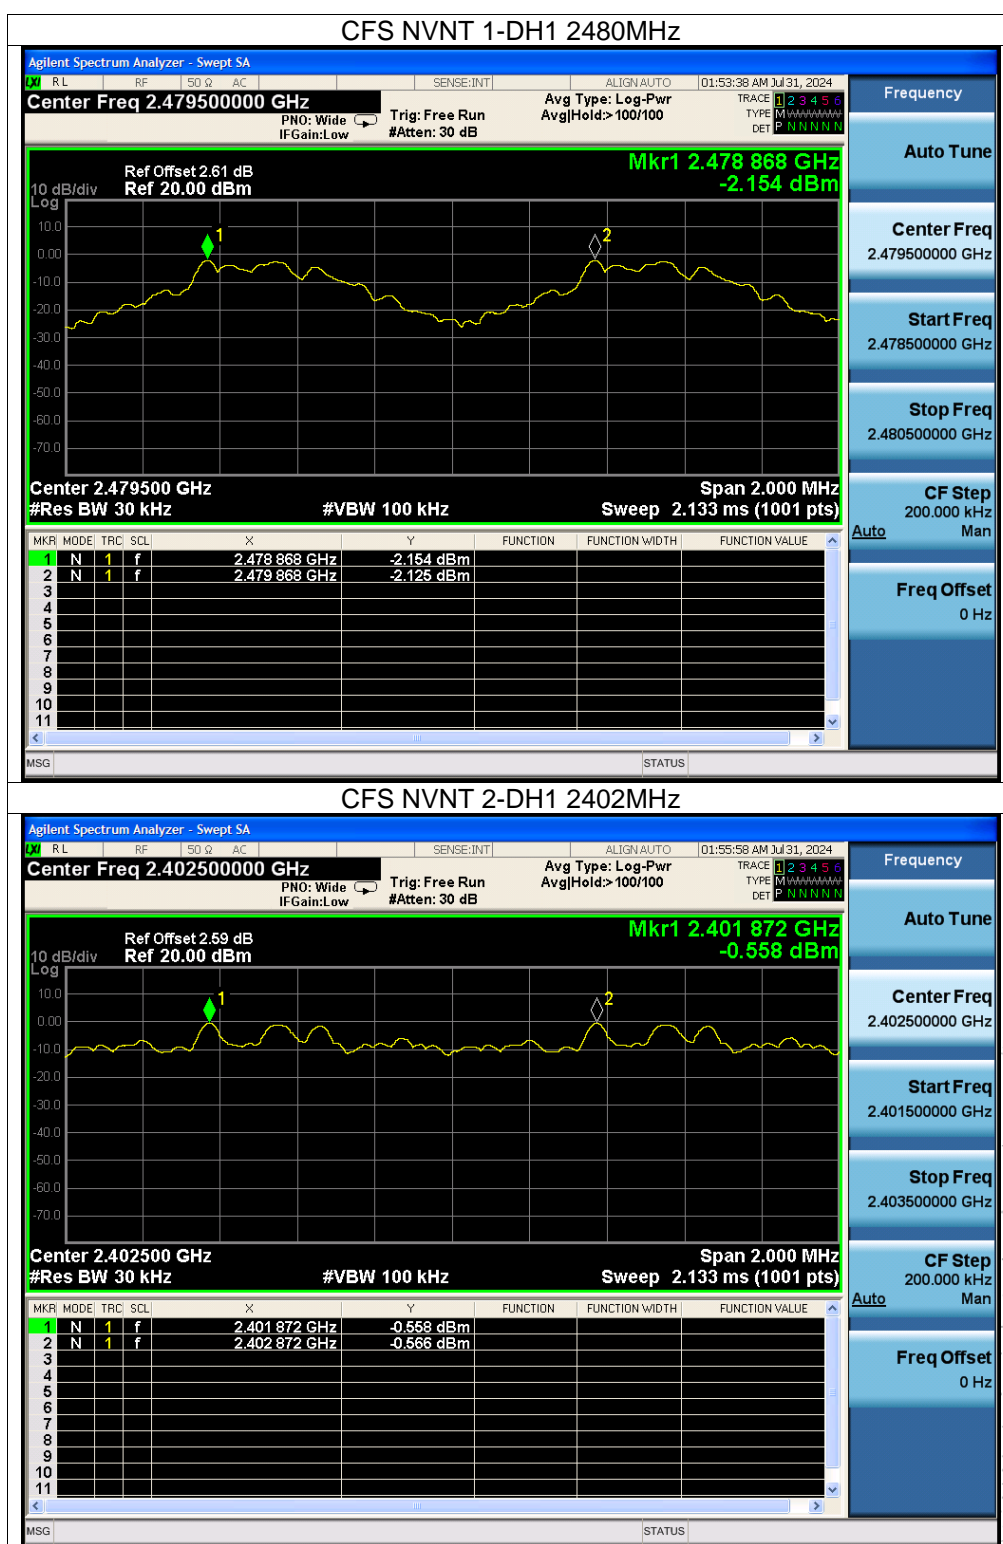 CFS NVNT 1-DH1 2480MHz
Agilent Spectrum Analyzer - Swept SA
LXI RL RF 50 Ω AC SENSE:INT ALIGN AUTO 01:53:38 AM Jul 31, 2024
Center Freq 2.479500000 GHz
PNO: Wide
IFGain:Low
Trig: Free Run
#Atten: 30 dB
Avg Type: Log-Pwr
Avg|Hold:>100/100
TRACE 1 2 3 4 5 6
TYPE M W W W W W
DET P N N N N N
Frequency
Auto Tune
Center Freq
2.479500000 GHz
Start Freq
2.478500000 GHz
Stop Freq
2.480500000 GHz
CF Step
200.000 kHz
Auto Man
Freq Offset
0 Hz
Mkr1 2.478 868 GHz
-2.154 dBm
Ref Offset 2.61 dB
10 dB/div Ref 20.00 dBm
Log
10.0
0.00
-10.0
-20.0
-30.0
-40.0
-50.0
-60.0
-70.0
1
2
Center 2.479500 GHz Span 2.000 MHz
#Res BW 30 kHz #VBW 100 kHz Sweep 2.133 ms (1001 pts)
MKR MODE TRC SCL X Y FUNCTION FUNCTION WIDTH FUNCTION VALUE
1 N 1 f 2.478 868 GHz -2.154 dBm
2 N 1 f 2.479 868 GHz -2.125 dBm
3
4
5
6
7
8
9
10
11
MSG STATUS
CFS NVNT 2-DH1 2402MHz
Agilent Spectrum Analyzer - Swept SA
LXI RL RF 50 Ω AC SENSE:INT ALIGN AUTO 01:55:58 AM Jul 31, 2024
Center Freq 2.402500000 GHz
PNO: Wide
IFGain:Low
Trig: Free Run
#Atten: 30 dB
Avg Type: Log-Pwr
Avg|Hold:>100/100
TRACE 1 2 3 4 5 6
TYPE M W W W W W
DET P N N N N N
Frequency
Auto Tune
Center Freq
2.402500000 GHz
Start Freq
2.401500000 GHz
Stop Freq
2.403500000 GHz
CF Step
200.000 kHz
Auto Man
Freq Offset
0 Hz
Mkr1 2.401 872 GHz
-0.558 dBm
Ref Offset 2.59 dB
10 dB/div Ref 20.00 dBm
Log
10.0
0.00
-10.0
-20.0
-30.0
-40.0
-50.0
-60.0
-70.0
1
2
Center 2.402500 GHz Span 2.000 MHz
#Res BW 30 kHz #VBW 100 kHz Sweep 2.133 ms (1001 pts)
MKR MODE TRC SCL X Y FUNCTION FUNCTION WIDTH FUNCTION VALUE
1 N 1 f 2.401 872 GHz -0.558 dBm
2 N 1 f 2.402 872 GHz -0.566 dBm
3
4
5
6
7
8
9
10
11
MSG STATUS